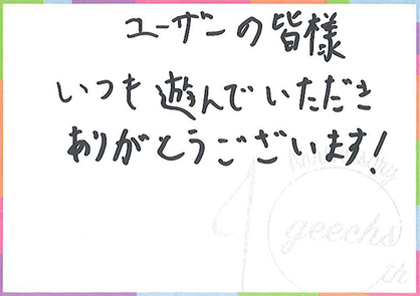 ユーザーの皆様
いつも遊んでいただき
ありがとうございます!
Anniversary
10
geechs
th